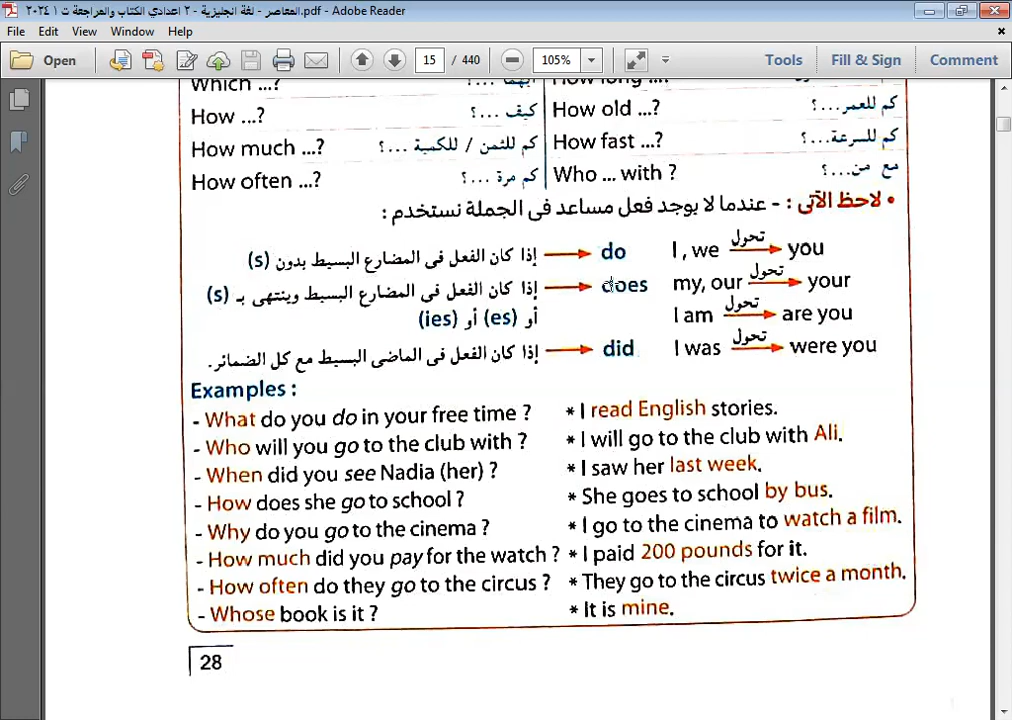 المعاصر - لغة انجليزية - ٢ اعدادي الكتاب والمراجعة ت ١ ٢٠٢٤.pdf - Adobe Reader
File Edit View Window Help
Open 15 / 440 105% Tools Fill & Sign Comment
Which ...? أيهما ...؟ How long ...?
How ...? كيف ...؟ How old ...? كم للعمر...؟
How much ...? كم للثمن / للكمية ...؟ How fast ...? كم للسرعة...؟
How often ...? كم مرة ...؟ Who ... with ? مع من...؟
• لاحظ الآتى : - عندما لا يوجد فعل مساعد فى الجملة نستخدم :
do إذا كان الفعل فى المضارع البسيط بدون (s) I , we تحول you
does إذا كان الفعل فى المضارع البسيط وينتهى بـ (s) my, our تحول your
أو (es) أو (ies) I am تحول are you
did إذا كان الفعل فى الماضى البسيط مع كل الضمائر. I was تحول were you
Examples :
- What do you do in your free time ? * I read English stories.
- Who will you go to the club with ? * I will go to the club with Ali.
- When did you see Nadia (her) ? * I saw her last week.
- How does she go to school ? * She goes to school by bus.
- Why do you go to the cinema ? * I go to the cinema to watch a film.
- How much did you pay for the watch ? * I paid 200 pounds for it.
- How often do they go to the circus ? * They go to the circus twice a month.
- Whose book is it ? * It is mine.
28